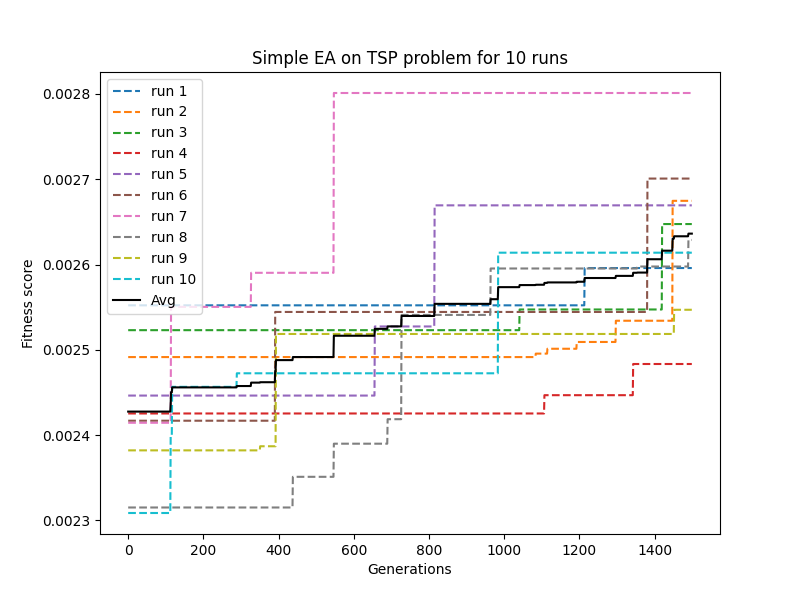 Simple EA on TSP problem for 10 runs
0.0028
0.0027
0.0026
0.0025
0.0024
0.0023
Fitness score
run 1
run 2
run 3
run 4
run 5
run 6
run 7
run 8
run 9
run 10
Avg
0 200 400 600 800 1000 1200 1400
Generations